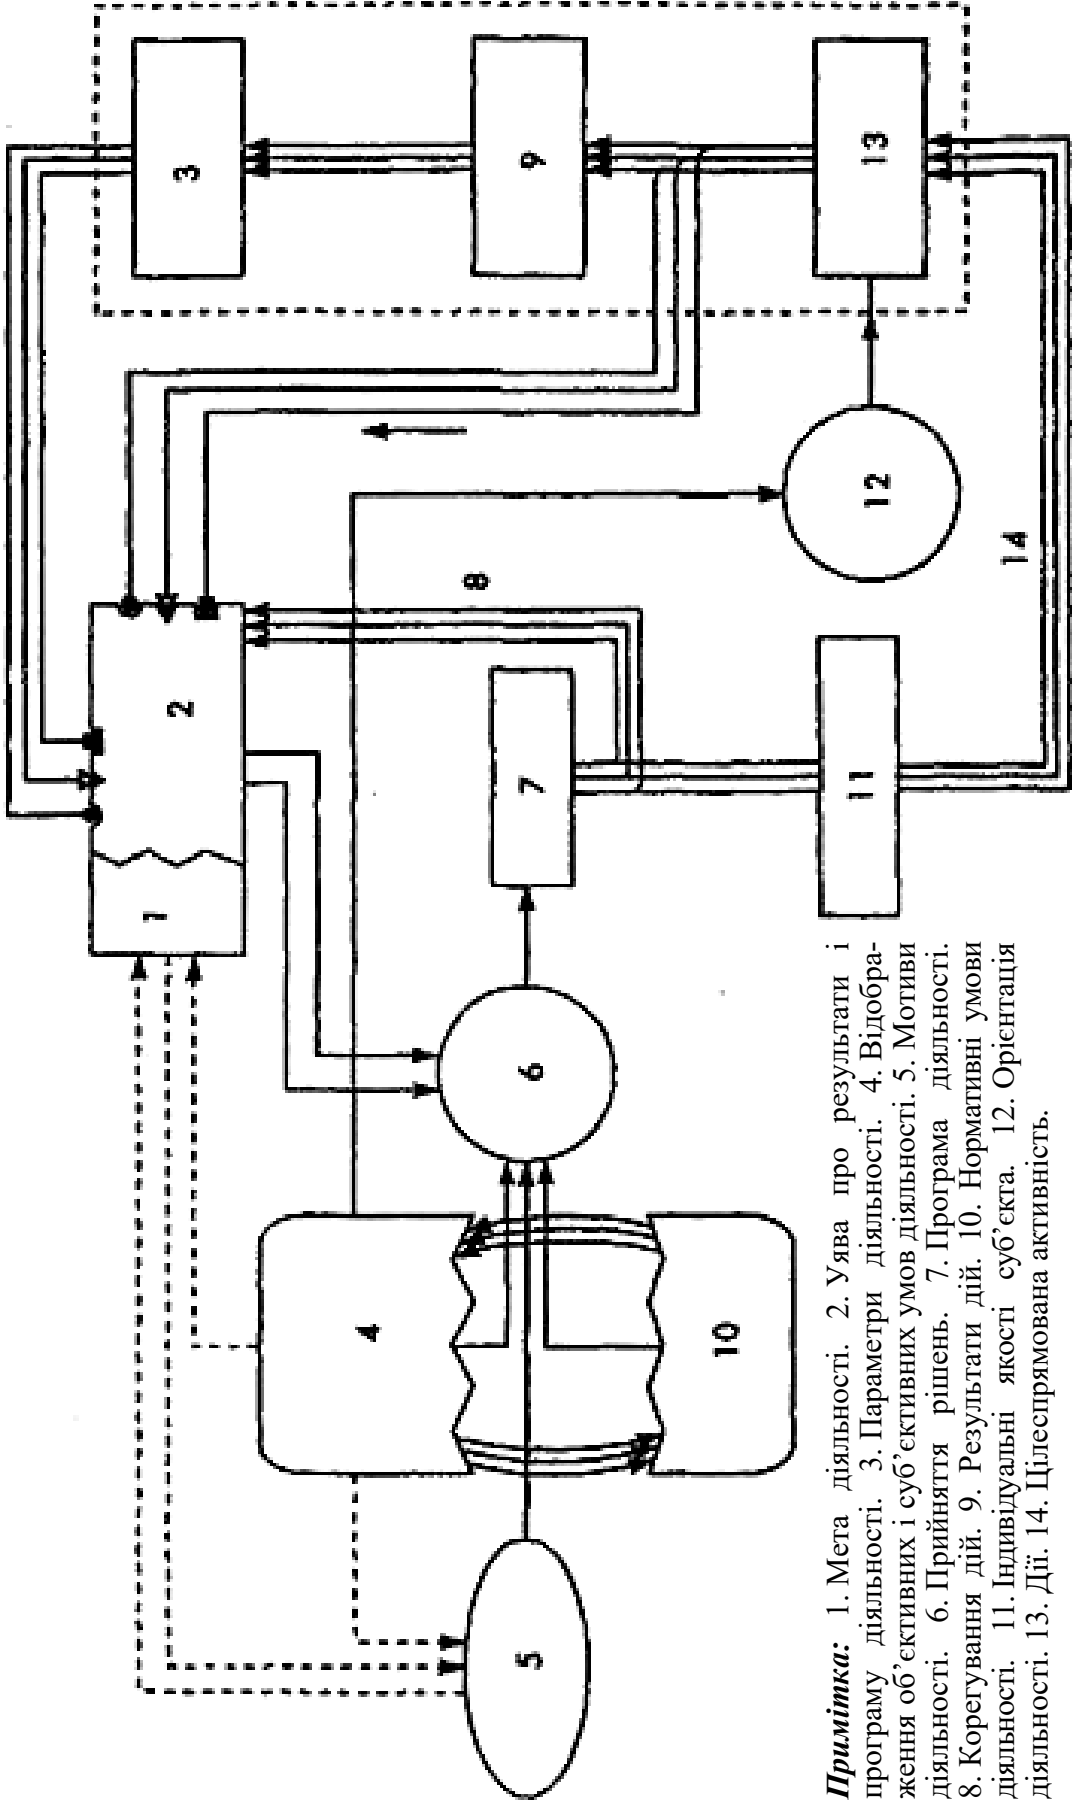 1
2
3
4
5
6
7
8
9
10
11
12
13
14
Примітка: 1. Мета діяльності. 2. Уява про результати і
програму діяльності. 3. Параметри діяльності. 4. Відобра-
ження об’єктивних і суб’єктивних умов діяльності. 5. Мотиви
діяльності. 6. Прийняття рішень. 7. Програма діяльності.
8. Корегування дій. 9. Результати дій. 10. Нормативні умови
діяльності. 11. Індивідуальні якості суб’єкта. 12. Орієнтація
діяльності. 13. Дії. 14. Цілеспрямована активність.